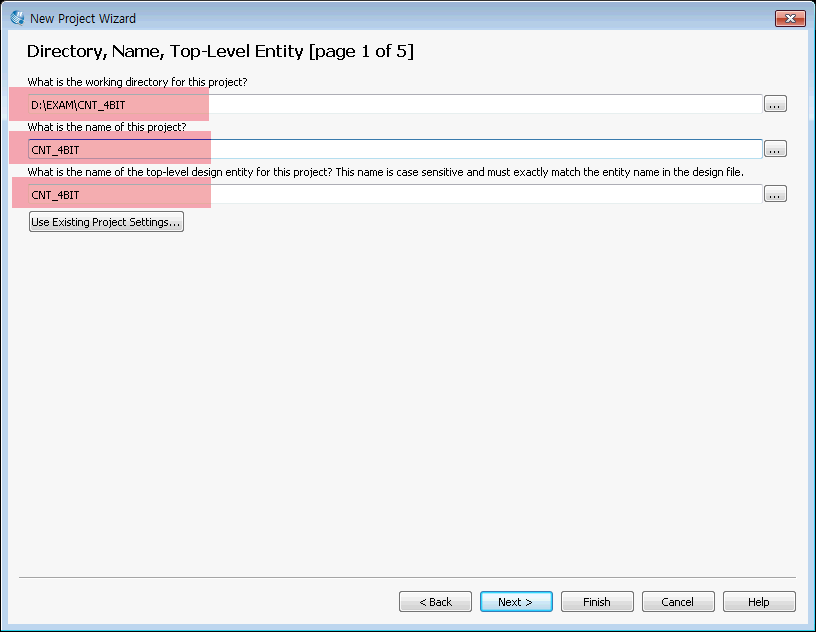 New Project Wizard
Directory, Name, Top-Level Entity [page 1 of 5]
What is the working directory for this project?
D:\EXAM\CNT_4BIT
...
What is the name of this project?
CNT_4BIT
...
What is the name of the top-level design entity for this project? This name is case sensitive and must exactly match the entity name in the design file.
CNT_4BIT
...
Use Existing Project Settings...
< Back Next > Finish Cancel Help